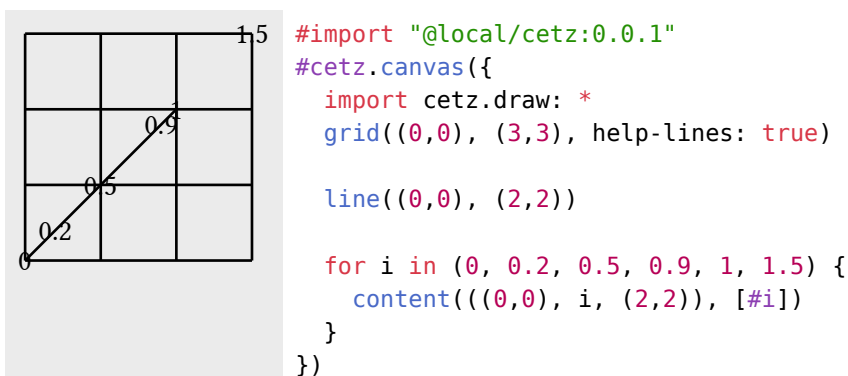 1.5
1
0.9
0.5
0.2
0
#import "@local/cetz:0.0.1"
#cetz.canvas({
  import cetz.draw: *
  grid((0,0), (3,3), help-lines: true)

  line((0,0), (2,2))

  for i in (0, 0.2, 0.5, 0.9, 1, 1.5) {
    content(((0,0), i, (2,2)), [#i])
  }
})